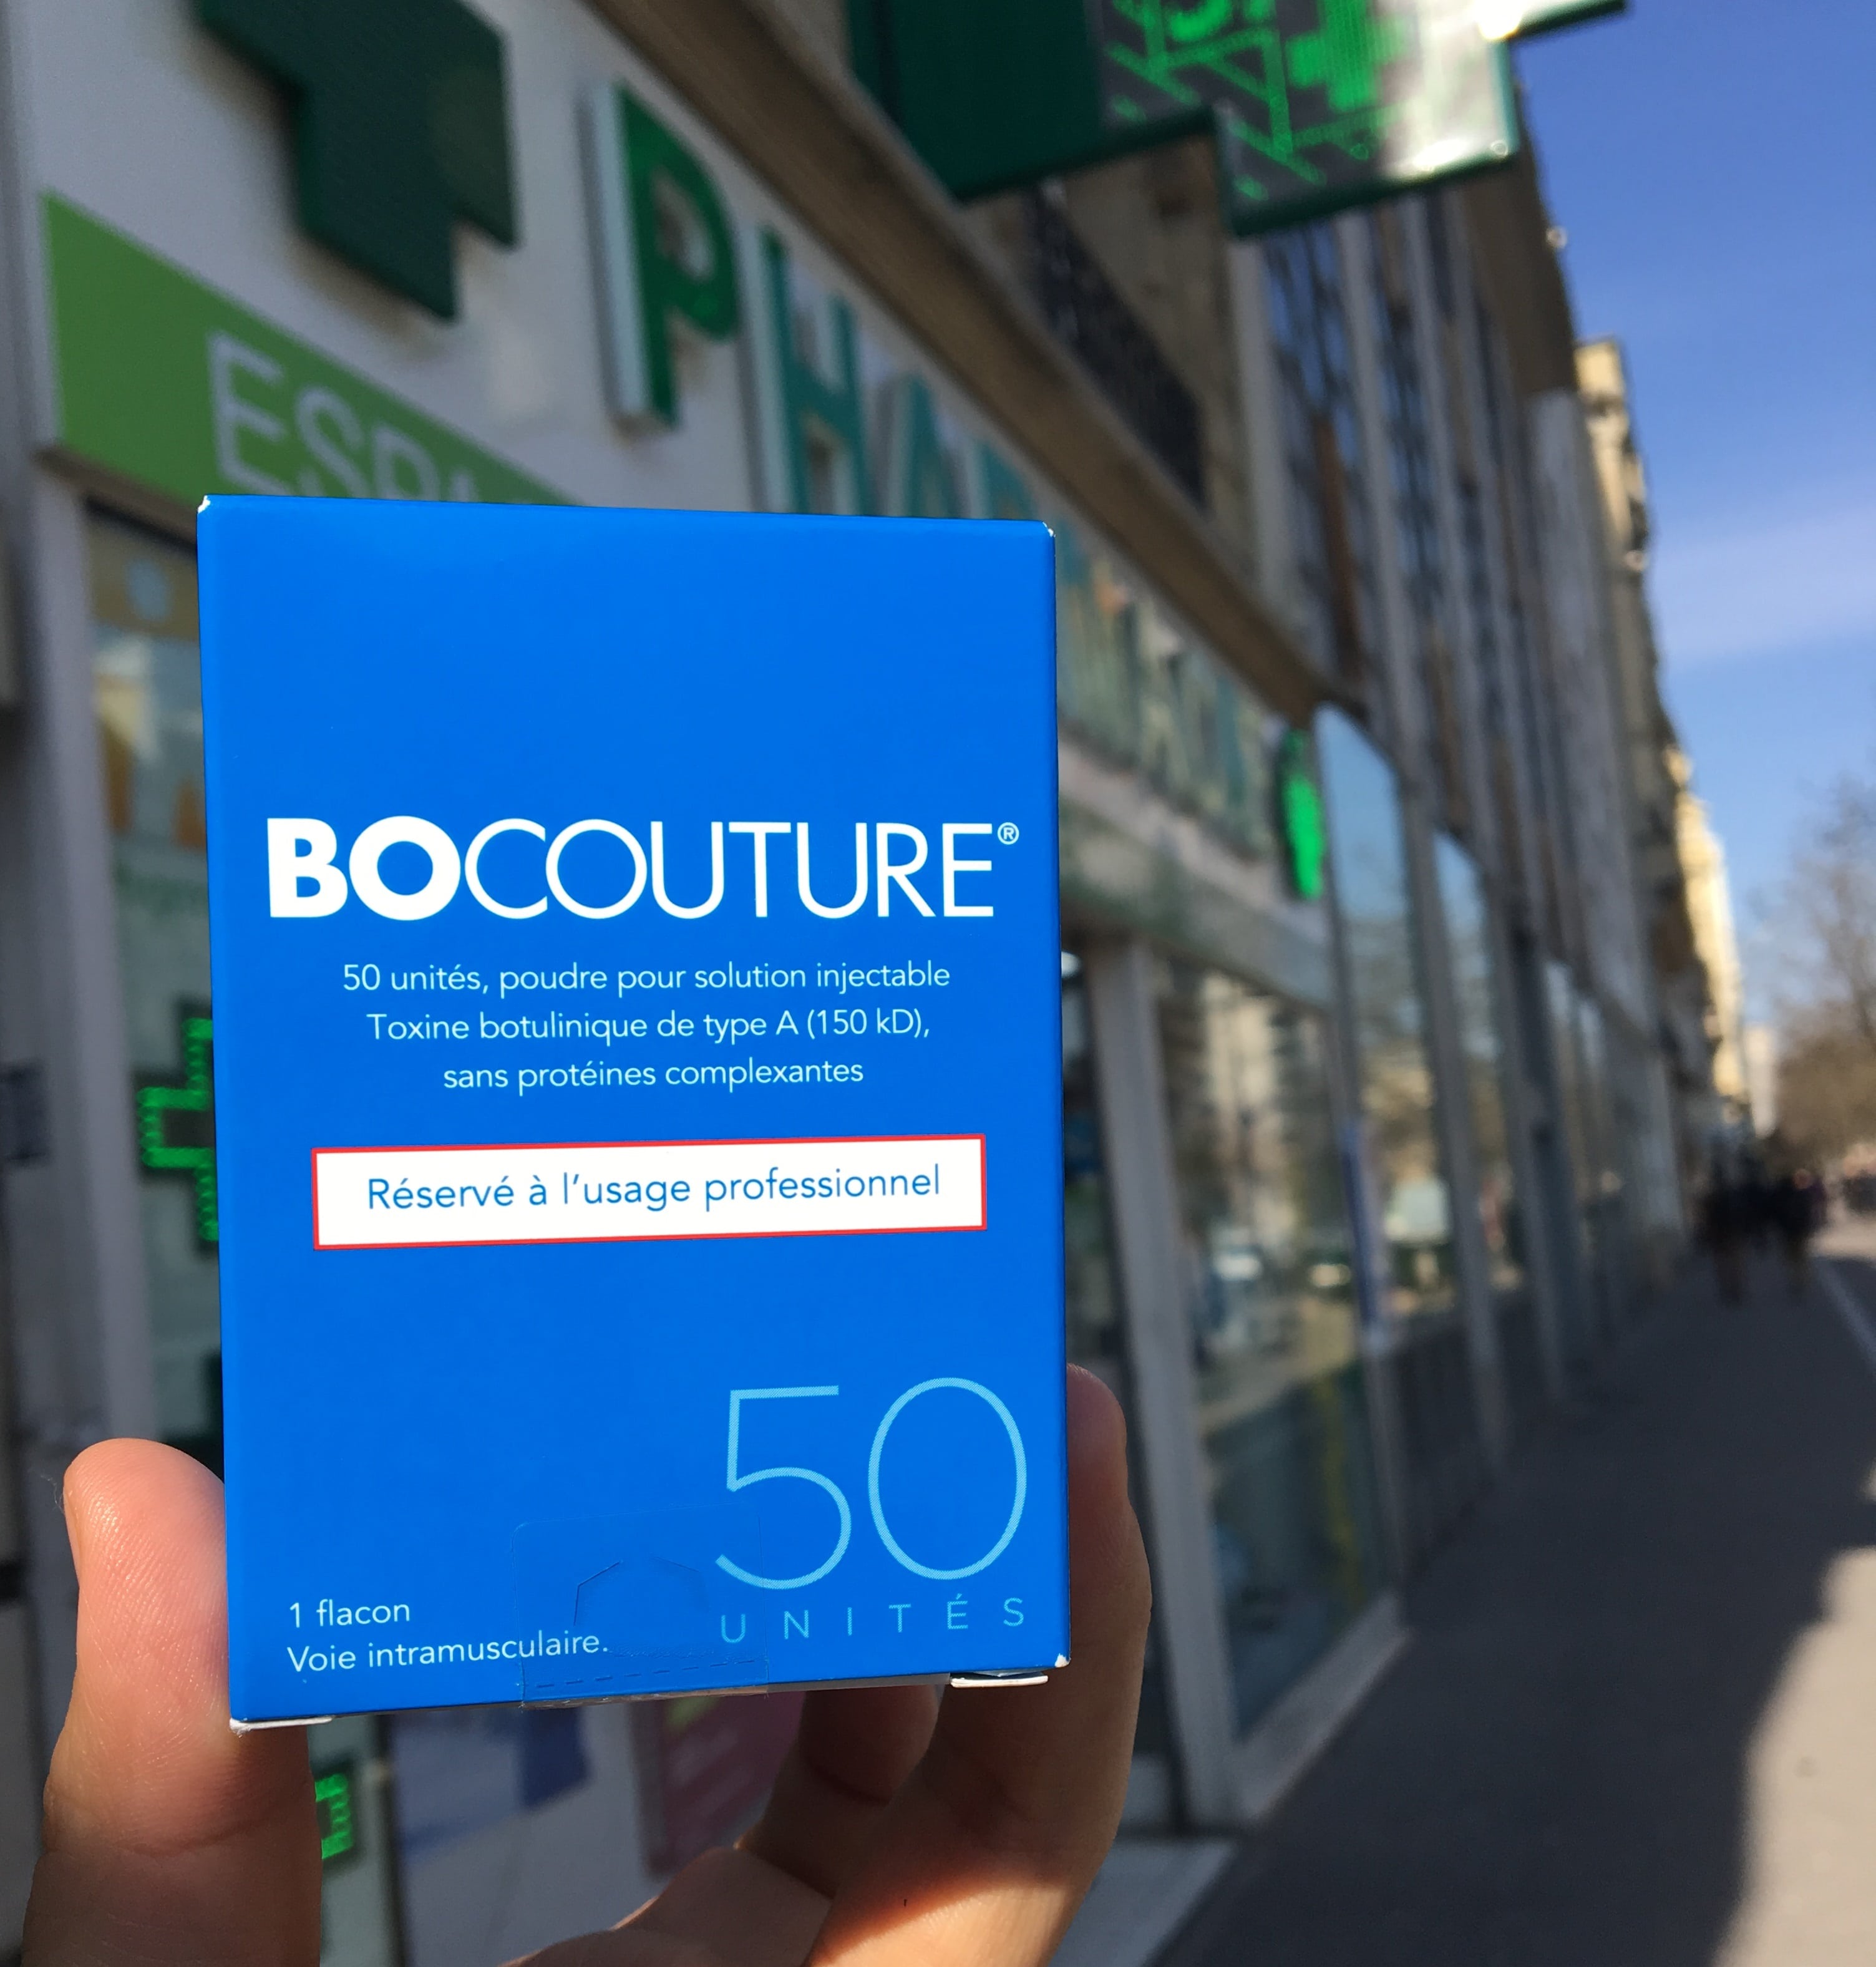 BOCOUTURE®
50 unités, poudre pour solution injectable
Toxine botulinique de type A (150 kD),
sans protéines complexantes
Réservé à l'usage professionnel
50
UNITÉS
1 flacon
Voie intramusculaire.